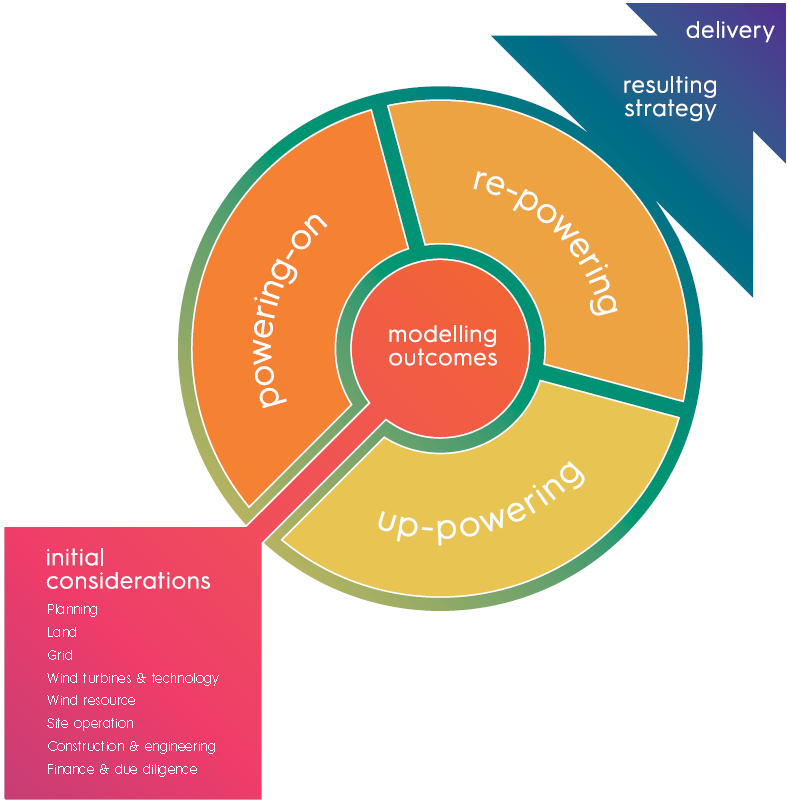 delivery
resulting
strategy
re-powering
powering-on
modelling
outcomes
up-powering
initial
considerations
Planning
Land
Grid
Wind turbines & technology
Wind resource
Site operation
Construction & engineering
Finance & due diligence